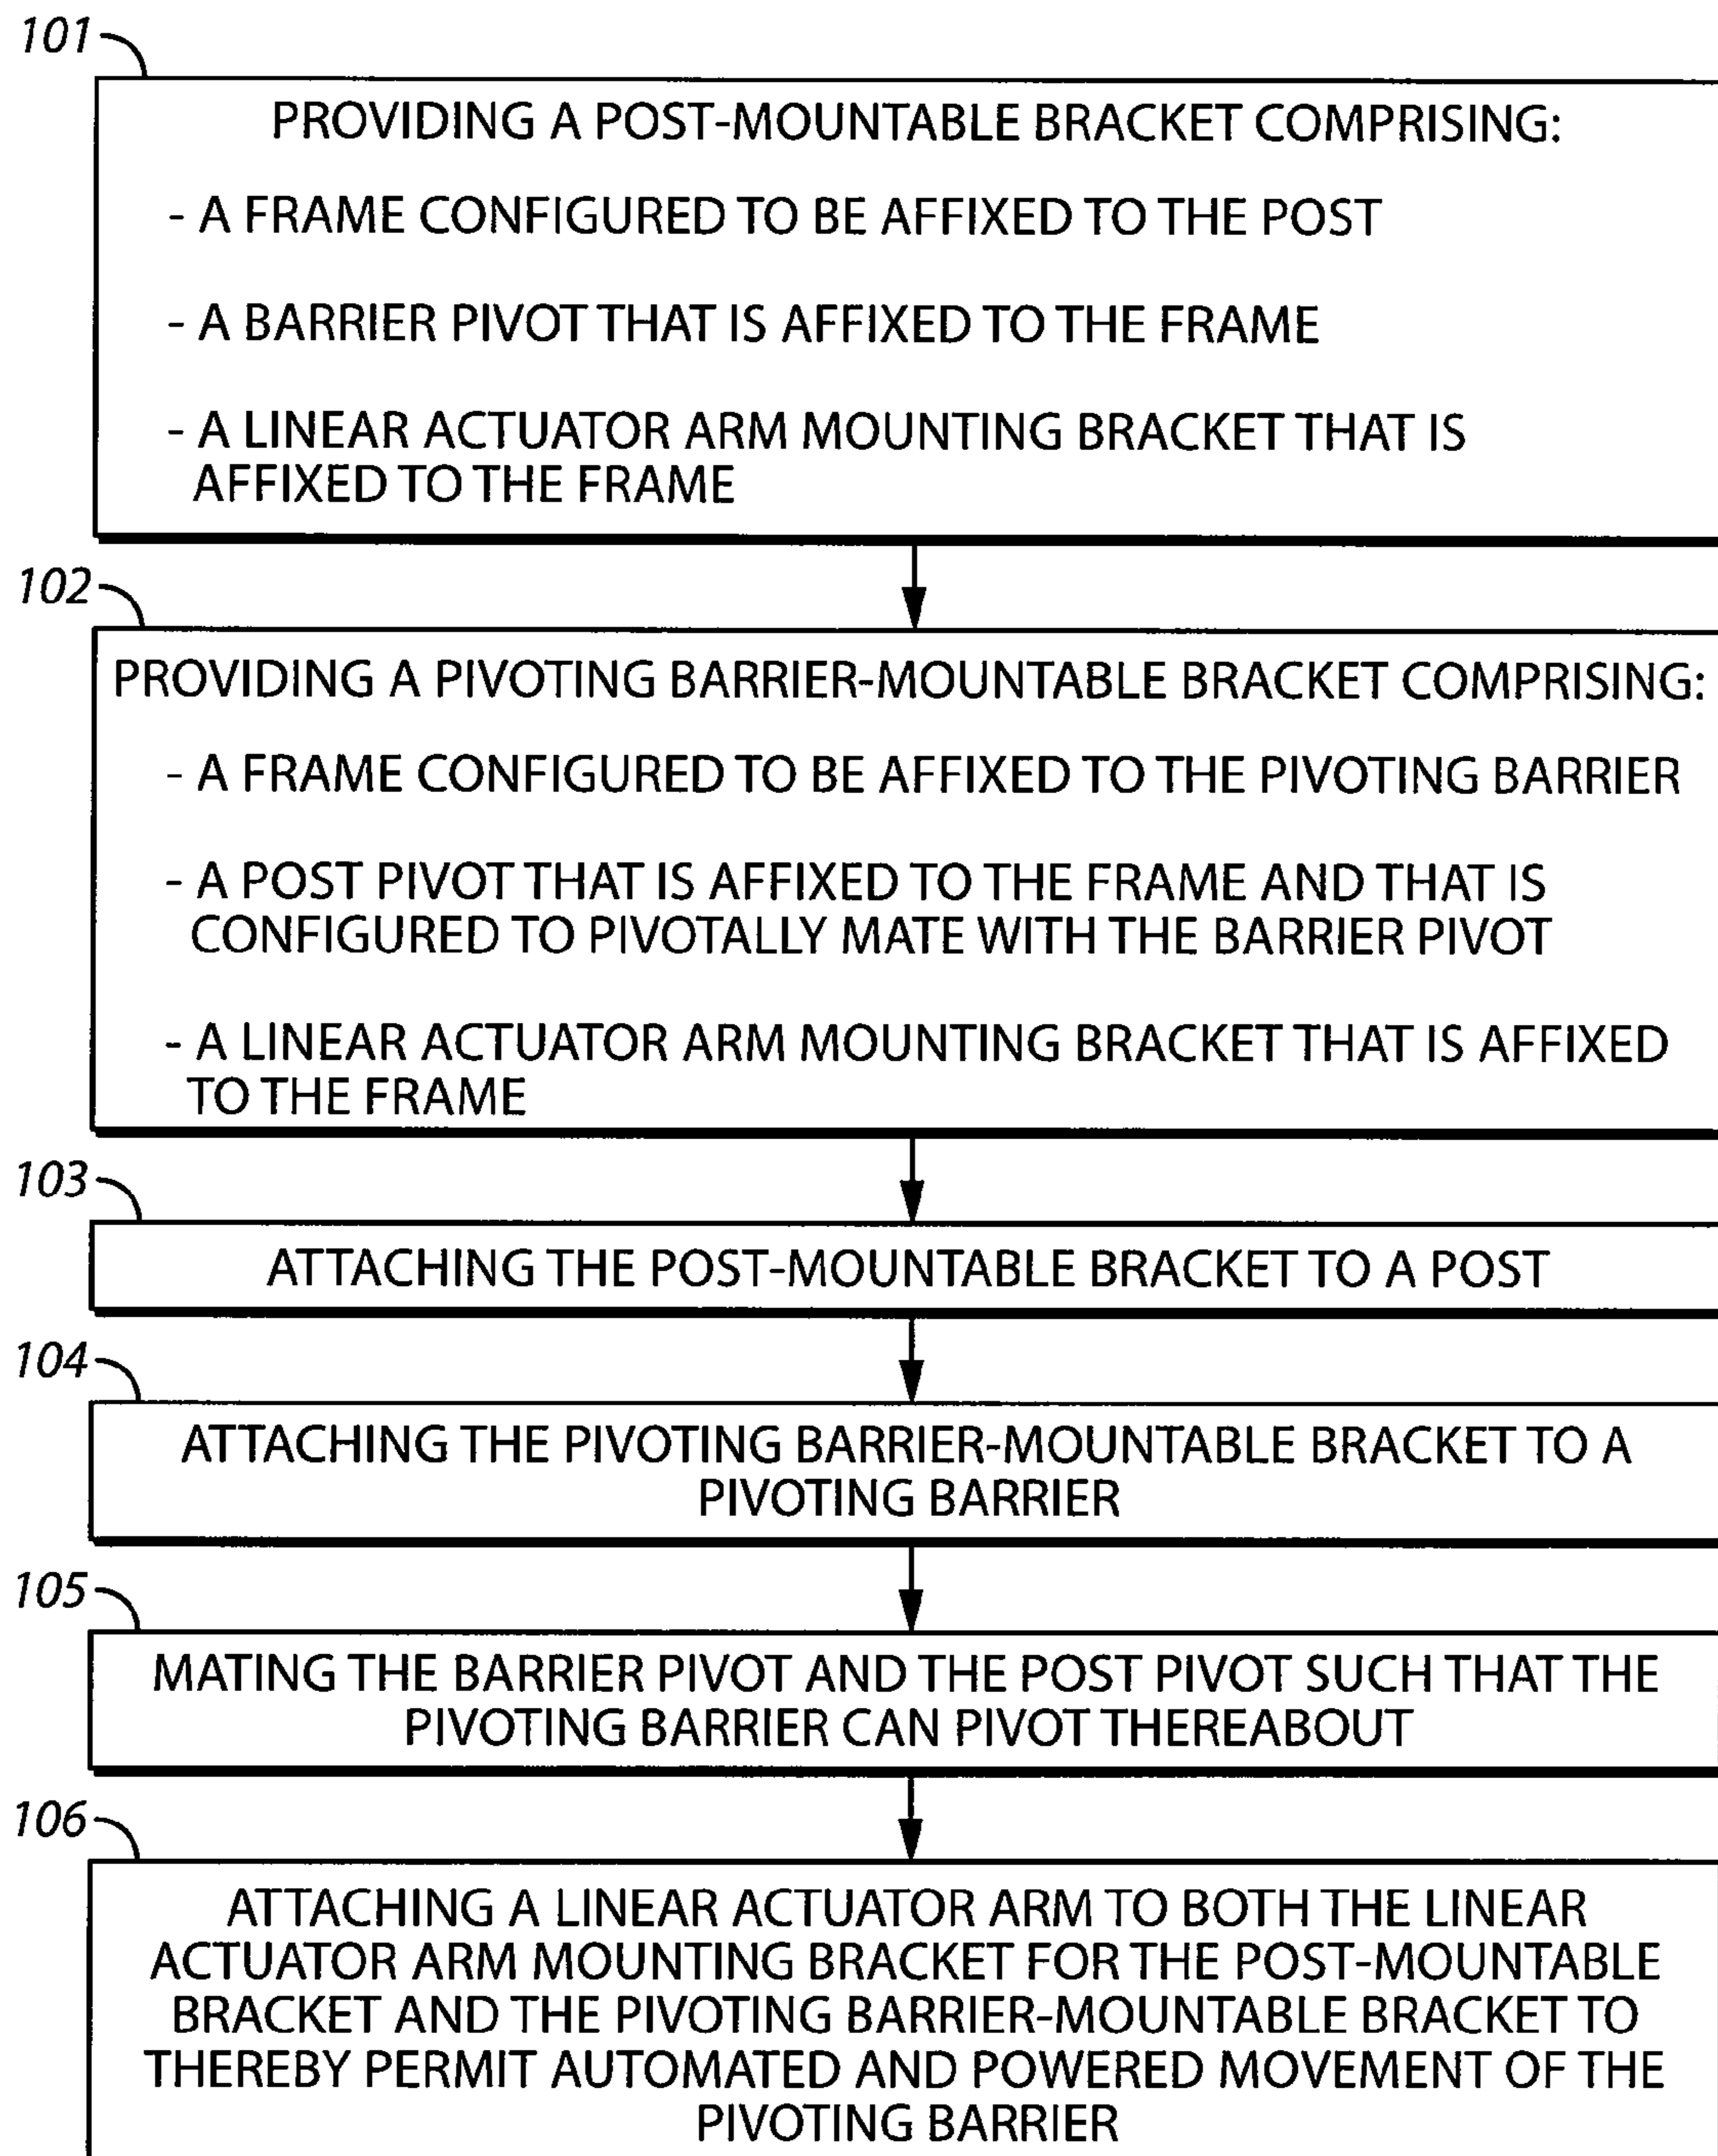 101
PROVIDING A POST-MOUNTABLE BRACKET COMPRISING:
- A FRAME CONFIGURED TO BE AFFIXED TO THE POST
- A BARRIER PIVOT THAT IS AFFIXED TO THE FRAME
- A LINEAR ACTUATOR ARM MOUNTING BRACKET THAT IS
AFFIXED TO THE FRAME
102
PROVIDING A PIVOTING BARRIER-MOUNTABLE BRACKET COMPRISING:
- A FRAME CONFIGURED TO BE AFFIXED TO THE PIVOTING BARRIER
- A POST PIVOT THAT IS AFFIXED TO THE FRAME AND THAT IS
CONFIGURED TO PIVOTALLY MATE WITH THE BARRIER PIVOT
- A LINEAR ACTUATOR ARM MOUNTING BRACKET THAT IS AFFIXED
TO THE FRAME
103
ATTACHING THE POST-MOUNTABLE BRACKET TO A POST
104
ATTACHING THE PIVOTING BARRIER-MOUNTABLE BRACKET TO A
PIVOTING BARRIER
105
MATING THE BARRIER PIVOT AND THE POST PIVOT SUCH THAT THE
PIVOTING BARRIER CAN PIVOT THEREABOUT
106
ATTACHING A LINEAR ACTUATOR ARM TO BOTH THE LINEAR
ACTUATOR ARM MOUNTING BRACKET FOR THE POST-MOUNTABLE
BRACKET AND THE PIVOTING BARRIER-MOUNTABLE BRACKET TO
THEREBY PERMIT AUTOMATED AND POWERED MOVEMENT OF THE
PIVOTING BARRIER